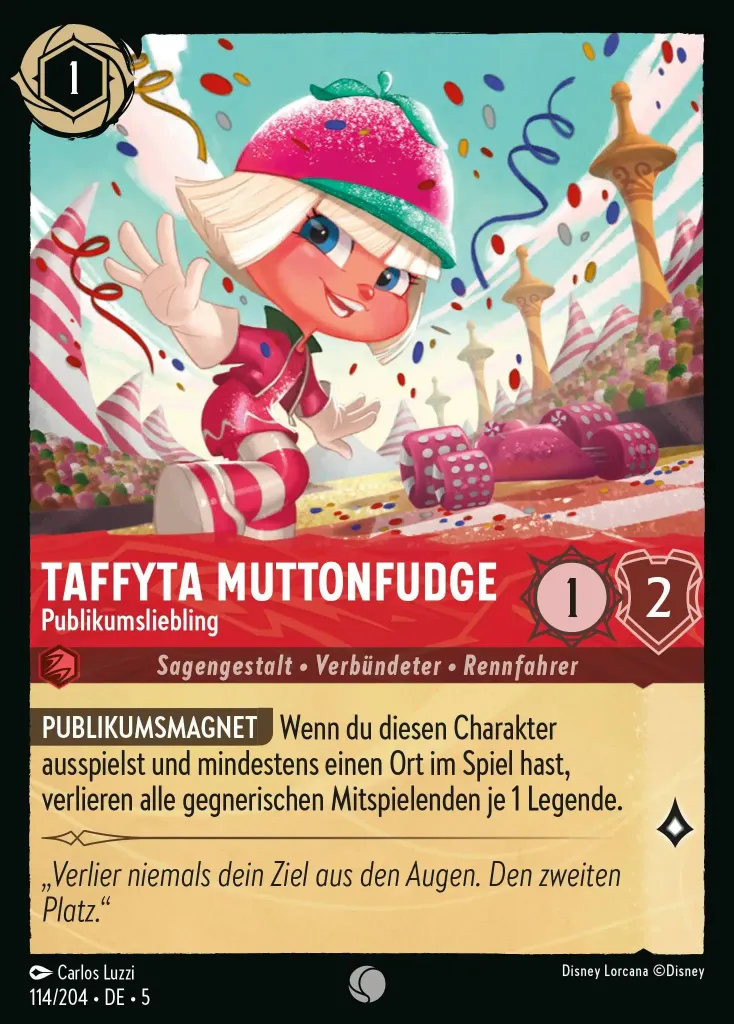 1
TAFFYTA MUTTONFUDGE
Publikumsliebling
1
2
Sagengestalt • Verbündeter • Rennfahrer
PUBLIKUMSMAGNET Wenn du diesen Charakter
ausspielst und mindestens einen Ort im Spiel hast,
verlieren alle gegnerischen Mitspielenden je 1 Legende.
„Verlier niemals dein Ziel aus den Augen. Den zweiten
Platz.“
Carlos Luzzi
Disney Lorcana ©Disney
114/204 • DE • 5